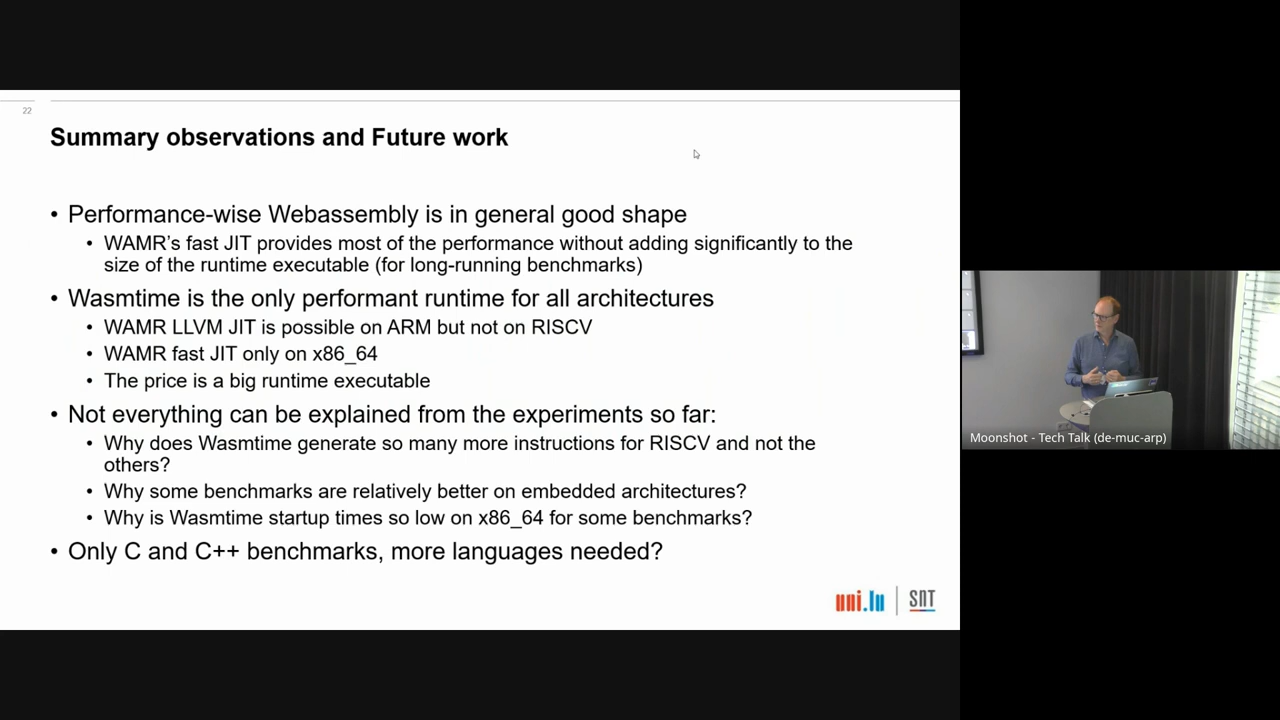 22
Summary observations and Future work
• Performance-wise Webassembly is in general good shape
• WAMR's fast JIT provides most of the performance without adding significantly to the
size of the runtime executable (for long-running benchmarks)
• Wasmtime is the only performant runtime for all architectures
• WAMR LLVM JIT is possible on ARM but not on RISCV
• WAMR fast JIT only on x86_64
• The price is a big runtime executable
• Not everything can be explained from the experiments so far:
• Why does Wasmtime generate so many more instructions for RISCV and not the
others?
• Why some benchmarks are relatively better on embedded architectures?
• Why is Wasmtime startup times so low on x86_64 for some benchmarks?
• Only C and C++ benchmarks, more languages needed?
uni.lu SNT
Moonshot - Tech Talk (de-muc-arp)